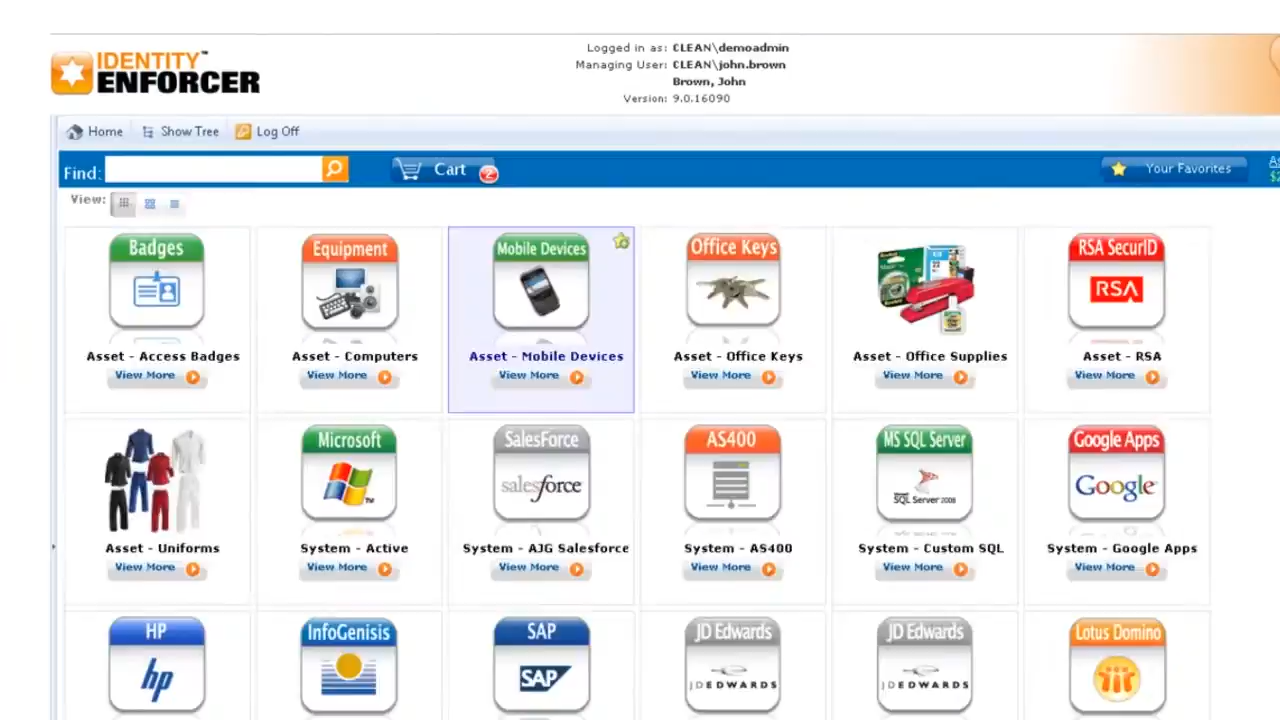 IDENTITY™
ENFORCER
Logged in as: CLEAN\demoadmin
Managing User: CLEAN\john.brown
Brown, John
Version: 9.0.16090
Home Show Tree Log Off
Find: Cart 2 Your Favorites
View:
Badges Equipment Mobile Devices Office Keys RSA SecurID
RSA
Asset - Access Badges Asset - Computers Asset - Mobile Devices Asset - Office Keys Asset - Office Supplies Asset - RSA
View More View More View More View More View More View More
Microsoft SalesForce AS400 MS SQL Server Google Apps
salesforce SQL Server 2008 Google
Asset - Uniforms System - Active System - AJG Salesforce System - AS400 System - Custom SQL System - Google Apps
View More View More View More View More View More View More
HP InfoGenisis SAP JD Edwards JD Edwards Lotus Domino
hp SAP JDEDWARDS JDEDWARDS